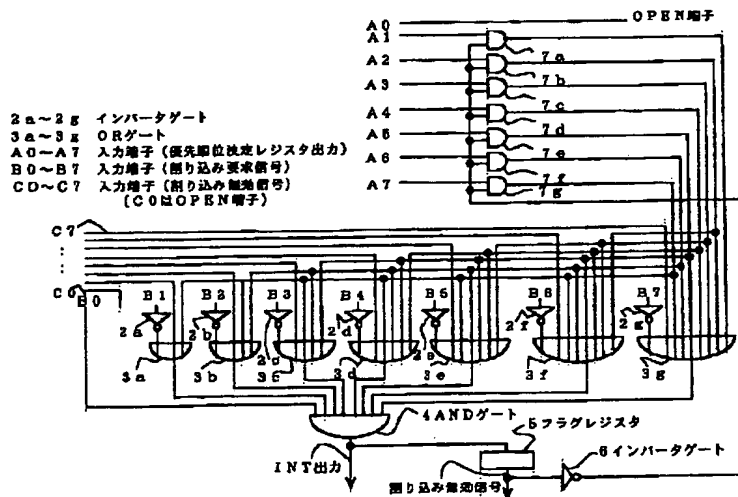 A0 OPEN端子
A1
7a
A2
7b
A3
7c
A4
7d
A5
7e
A6
7f
A7
7g
2a~2g インバータゲート
3a~3g ORゲート
A0~A7 入力端子(優先順位決定レジスタ出力)
B0~B7 入力端子(割り込み要求信号)
C0~C7 入力端子(割り込み無効信号)
[C0はOPEN端子]
C7
C0
B0
B1 B2 B3 B4 B5 B6 B7
2a 2b 2c 2d 2e 2f 2g
3a 3b 3c 3d 3e 3f 3g
4ANDゲート
5フラグレジスタ
6インバータゲート
INT出力
割り込み無効信号